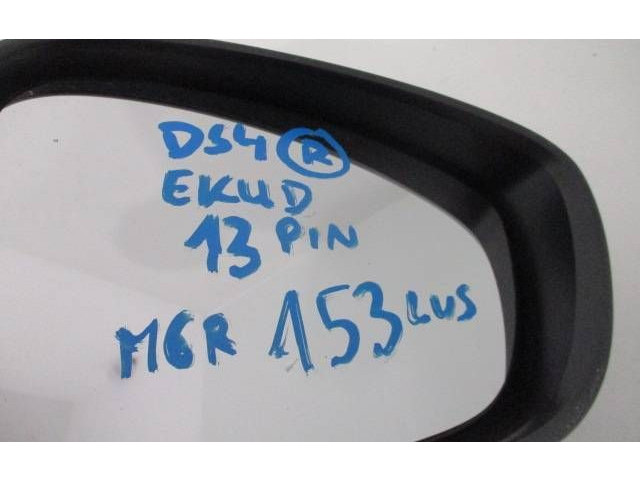 DS4 R
EKUD
13 PIN
MGR 153 LUS